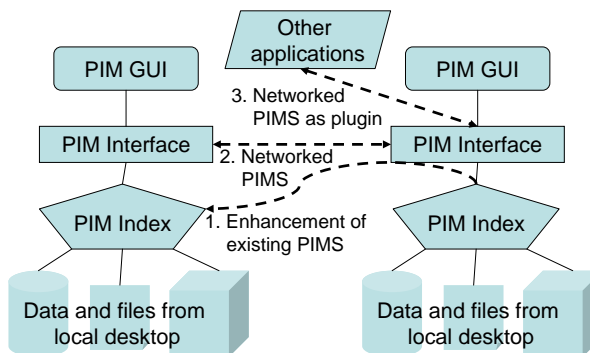 Other
applications
PIM GUI
PIM GUI
3. Networked
PIMS as plugin
PIM Interface
PIM Interface
2. Networked
PIMS
PIM Index
PIM Index
1. Enhancement of
existing PIMS
Data and files from
local desktop
Data and files from
local desktop